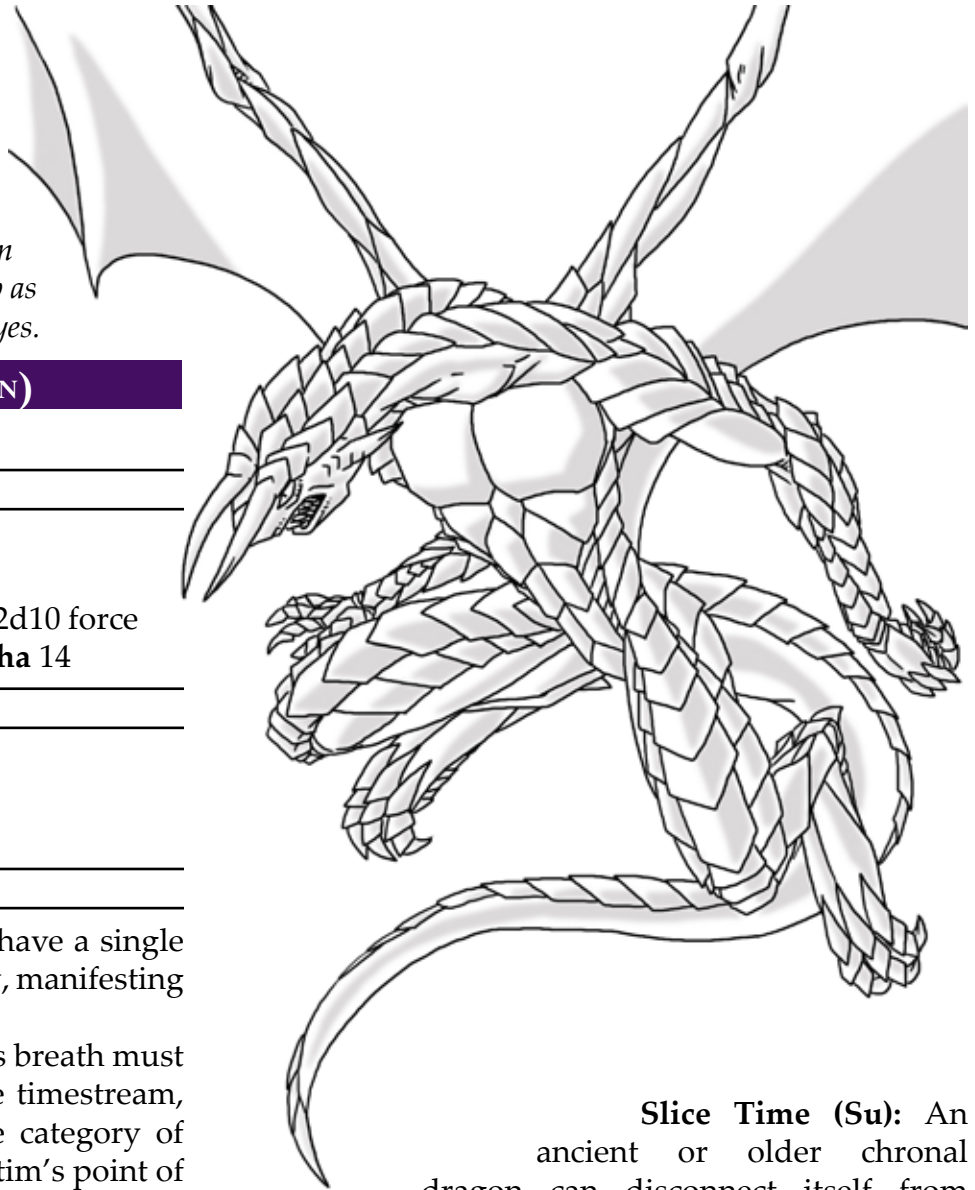 n
as
yes.
N)
2d10 force
ha 14
have a single
, manifesting
s breath must
e timestream,
e category of
tim's point of
Slice Time (Su): An
ancient or older chronal
dragon can disconnect itself from